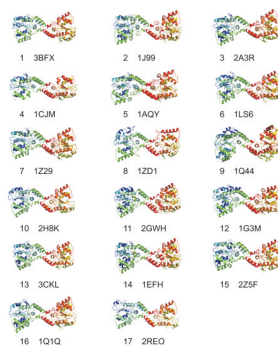 1 3BFX 2 1J99 3 2A3R
4 1CJM 5 1AQY 6 1LS6
7 1Z29 8 1ZD1 9 1Q44
10 2H8K 11 2GWH 12 1G3M
13 3CKL 14 1EFH 15 2Z5F
16 1Q1Q 17 2REO